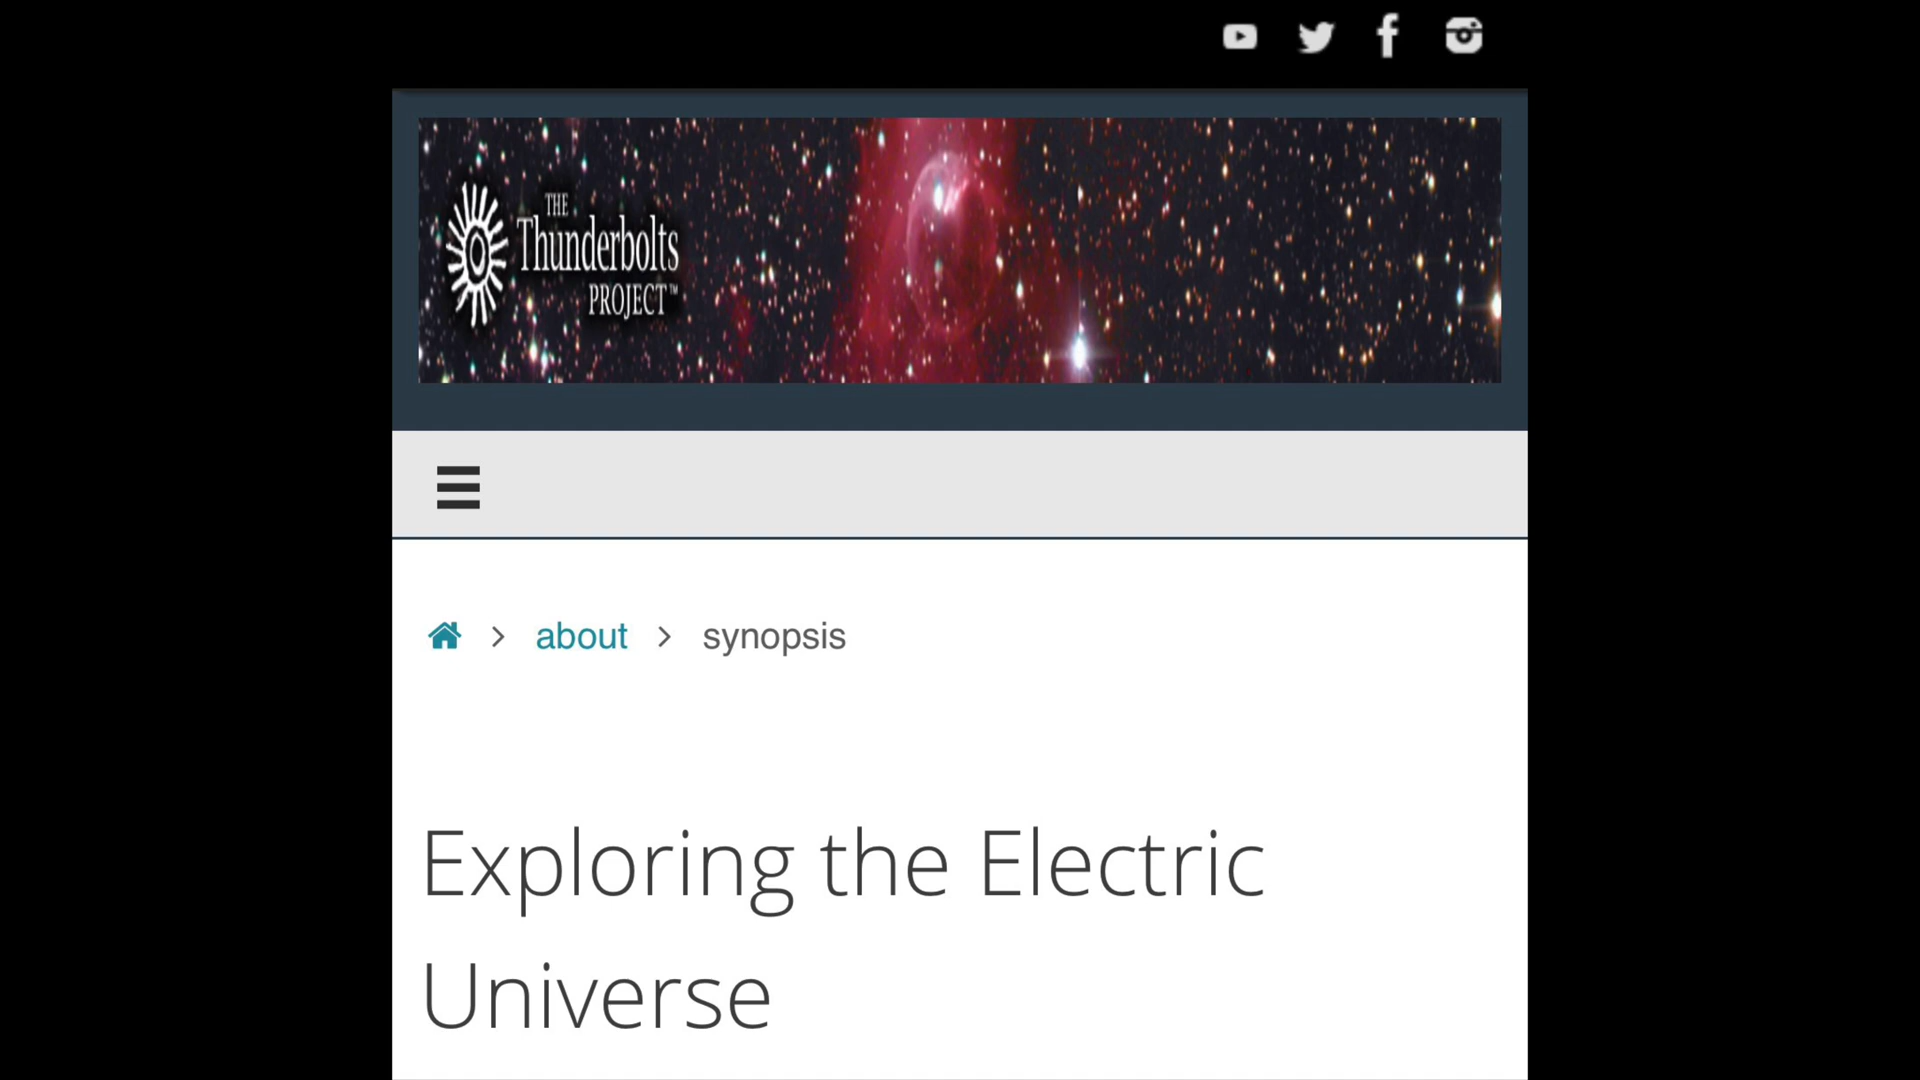 THE
Thunderbolts
PROJECT™
about > synopsis
Exploring the Electric
Universe